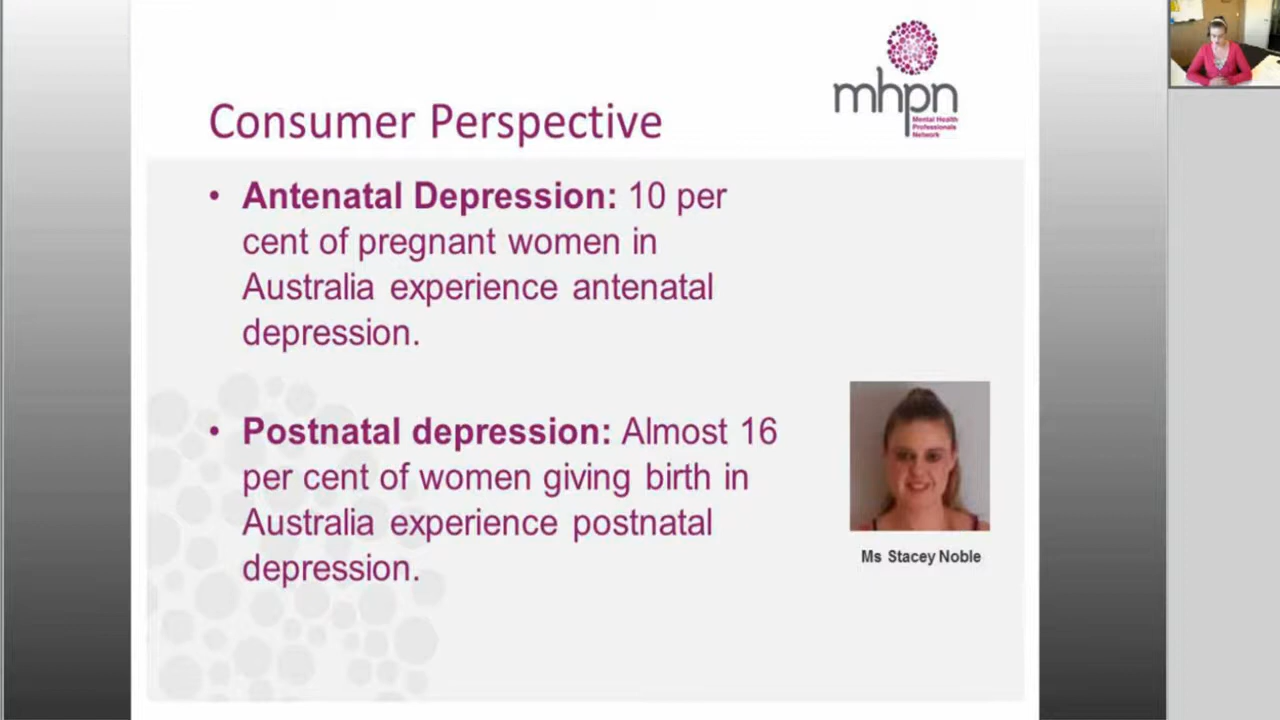 mhpn
Mental Health
Professionals
Network
Consumer Perspective
• Antenatal Depression: 10 per
cent of pregnant women in
Australia experience antenatal
depression.
• Postnatal depression: Almost 16
per cent of women giving birth in
Australia experience postnatal
depression.
Ms Stacey Noble